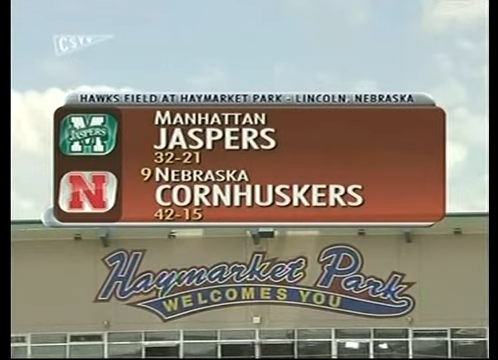 CSTV
HAWKS FIELD AT HAYMARKET PARK - LINCOLN, NEBRASKA
MANHATTAN
M
JASPERS
JASPERS
32-21
9 NEBRASKA
N
CORNHUSKERS
42-15
Haymarket Park
WELCOMES YOU